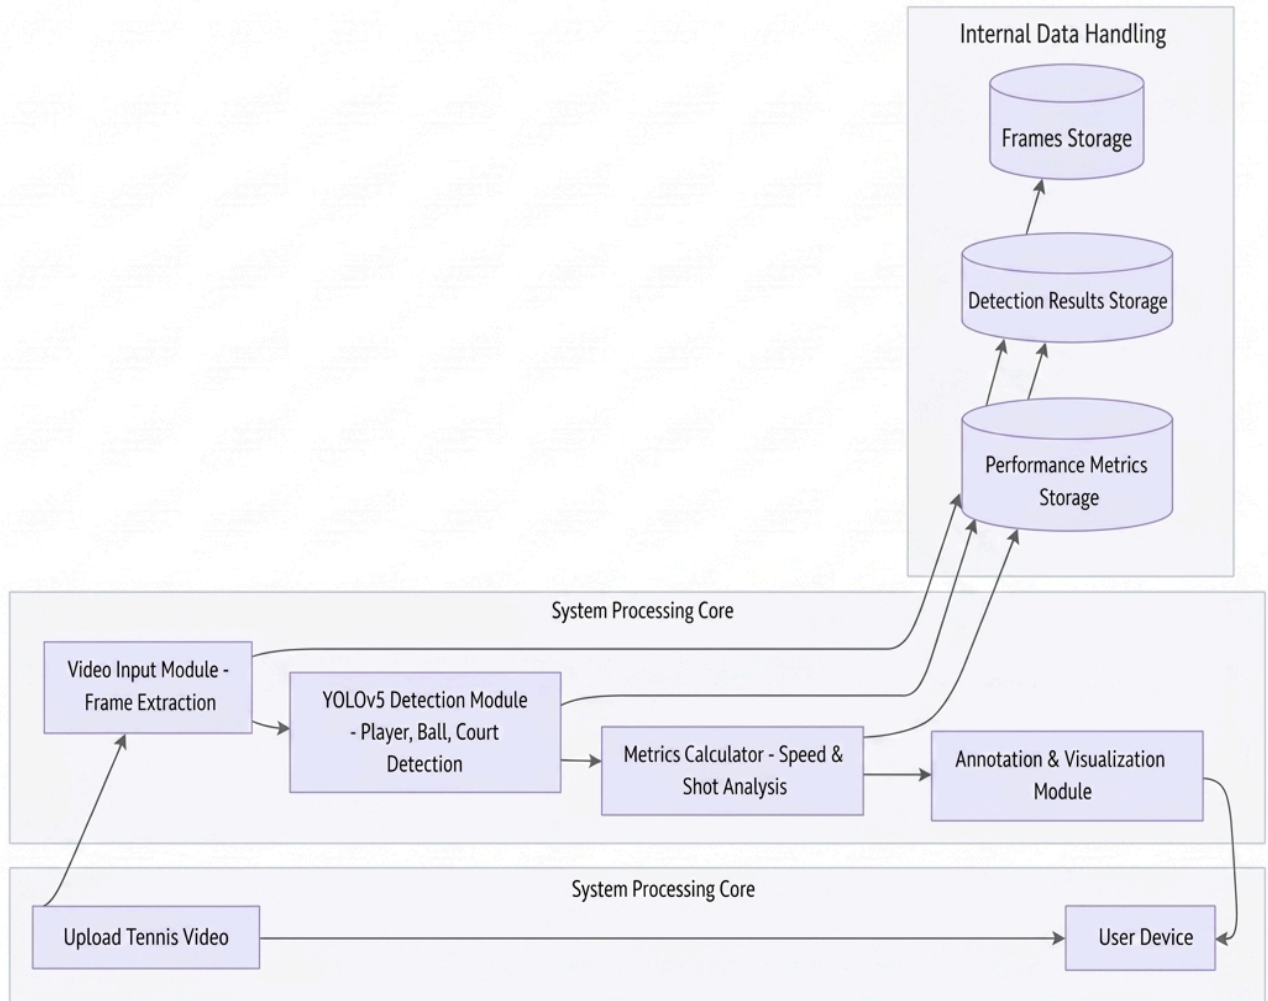 Internal Data Handling
Frames Storage
Detection Results Storage
Performance Metrics
Storage
System Processing Core
Video Input Module -
Frame Extraction
YOLOv5 Detection Module
- Player, Ball, Court
Detection
Metrics Calculator - Speed &
Shot Analysis
Annotation & Visualization
Module
System Processing Core
Upload Tennis Video
User Device